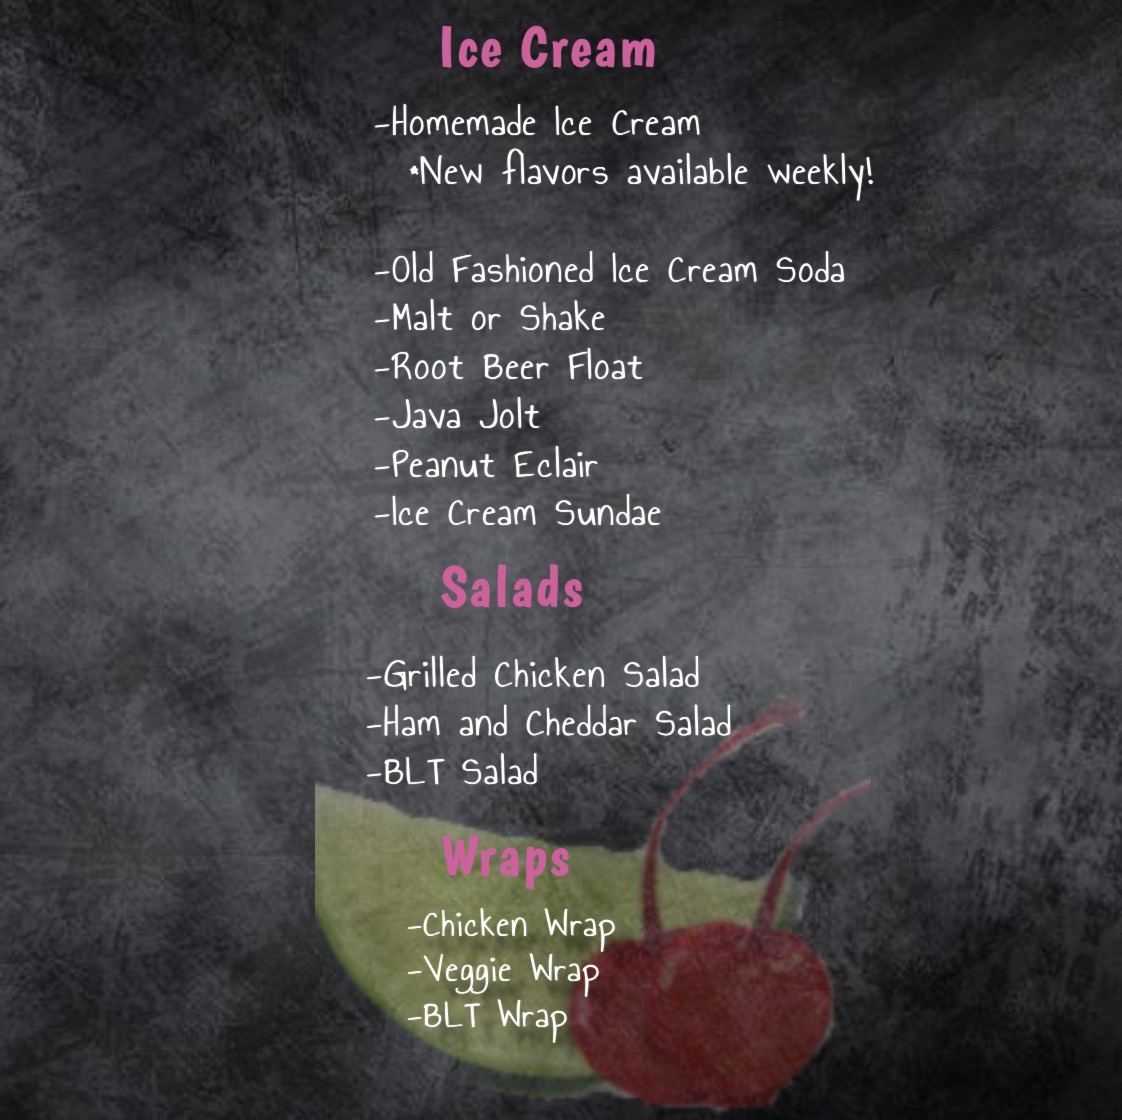 Ice Cream
-Homemade Ice Cream
*New flavors available weekly!
-Old Fashioned Ice Cream Soda
-Malt or Shake
-Root Beer Float
-Java Jolt
-Peanut Eclair
-Ice Cream Sundae
Salads
-Grilled Chicken Salad
-Ham and Cheddar Salad
-BLT Salad
Wraps
-Chicken Wrap
-Veggie Wrap
-BLT Wrap